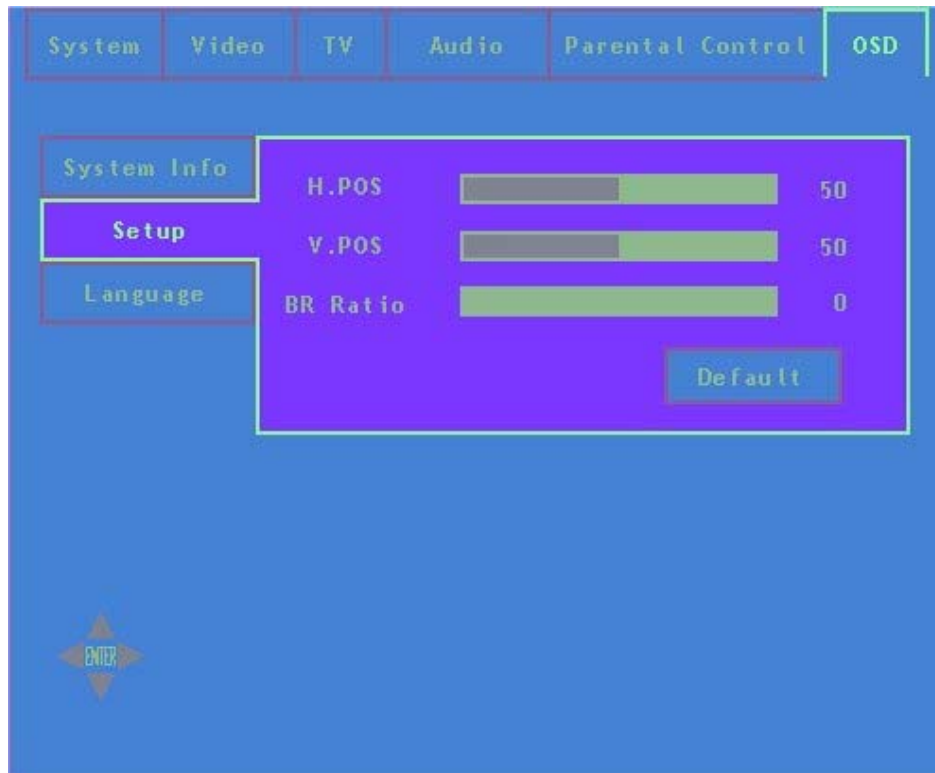 System Video TV Audio Parental Control OSD
System Info
H.POS 50
Setup
V.POS 50
Language
BR Ratio 0
Default
ENTER